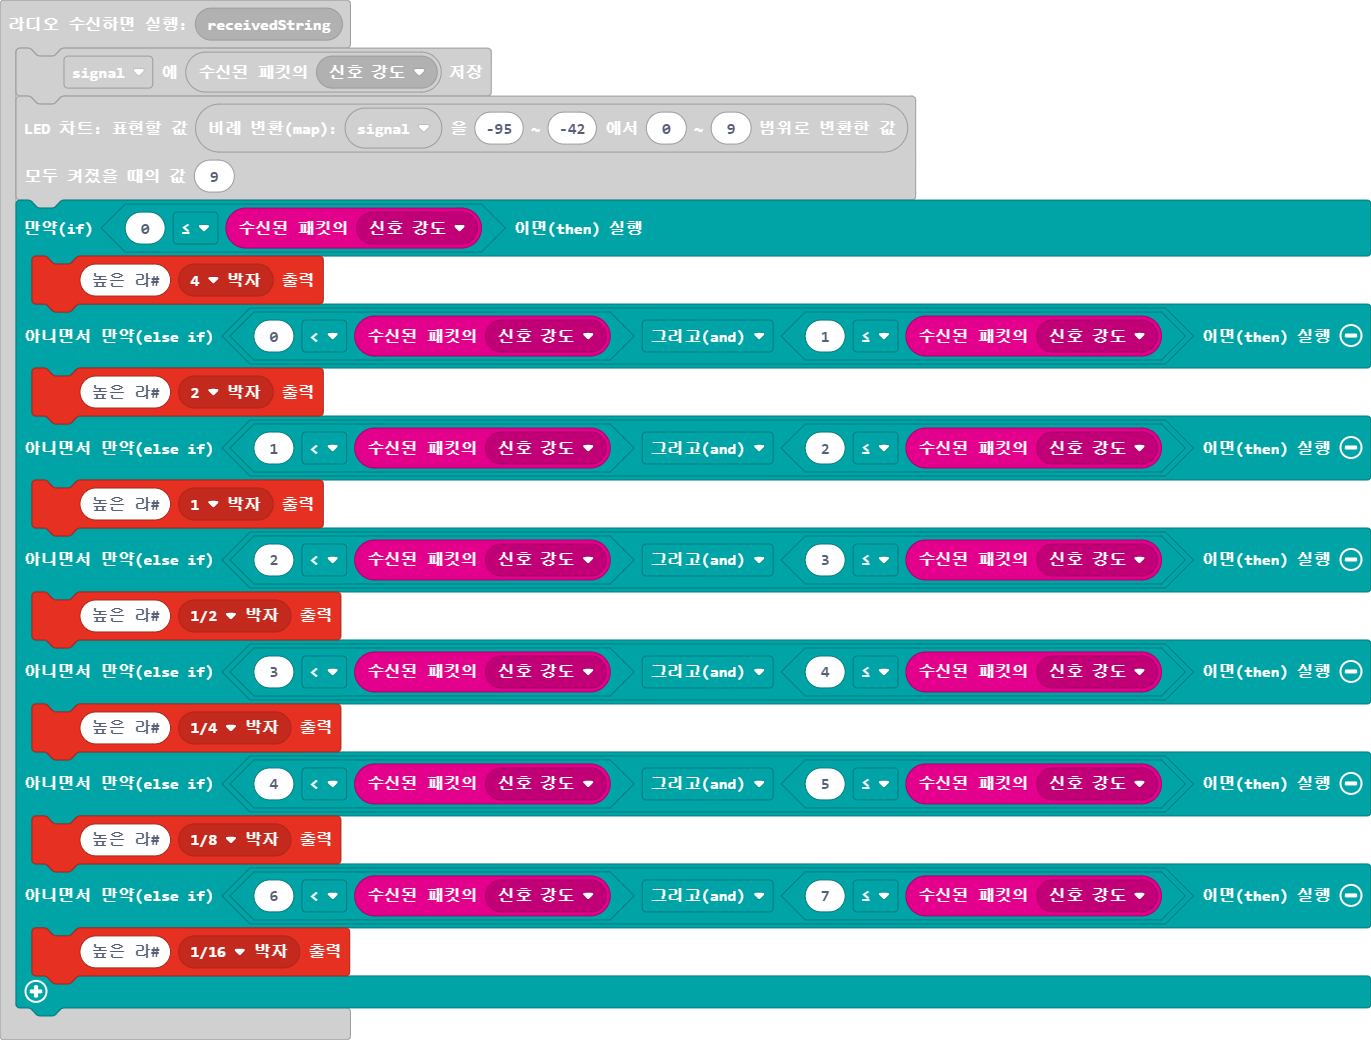 라디오 수신하면 실행: receivedString
signal 에 수신된 패킷의 신호 강도 저장
LED 차트: 표현할 값 비례 변환(map): signal 을 -95 ~ -42 에서 0 ~ 9 범위로 변환한 값
모두 켜졌을 때의 값 9
만약(if) 0 ≤ 수신된 패킷의 신호 강도 이면(then) 실행
높은 라# 4 박자 출력
아니면서 만약(else if) 0 < 수신된 패킷의 신호 강도 그리고(and) 1 ≤ 수신된 패킷의 신호 강도 이면(then) 실행
높은 라# 2 박자 출력
아니면서 만약(else if) 1 < 수신된 패킷의 신호 강도 그리고(and) 2 ≤ 수신된 패킷의 신호 강도 이면(then) 실행
높은 라# 1 박자 출력
아니면서 만약(else if) 2 < 수신된 패킷의 신호 강도 그리고(and) 3 ≤ 수신된 패킷의 신호 강도 이면(then) 실행
높은 라# 1/2 박자 출력
아니면서 만약(else if) 3 < 수신된 패킷의 신호 강도 그리고(and) 4 ≤ 수신된 패킷의 신호 강도 이면(then) 실행
높은 라# 1/4 박자 출력
아니면서 만약(else if) 4 < 수신된 패킷의 신호 강도 그리고(and) 5 ≤ 수신된 패킷의 신호 강도 이면(then) 실행
높은 라# 1/8 박자 출력
아니면서 만약(else if) 6 < 수신된 패킷의 신호 강도 그리고(and) 7 ≤ 수신된 패킷의 신호 강도 이면(then) 실행
높은 라# 1/16 박자 출력